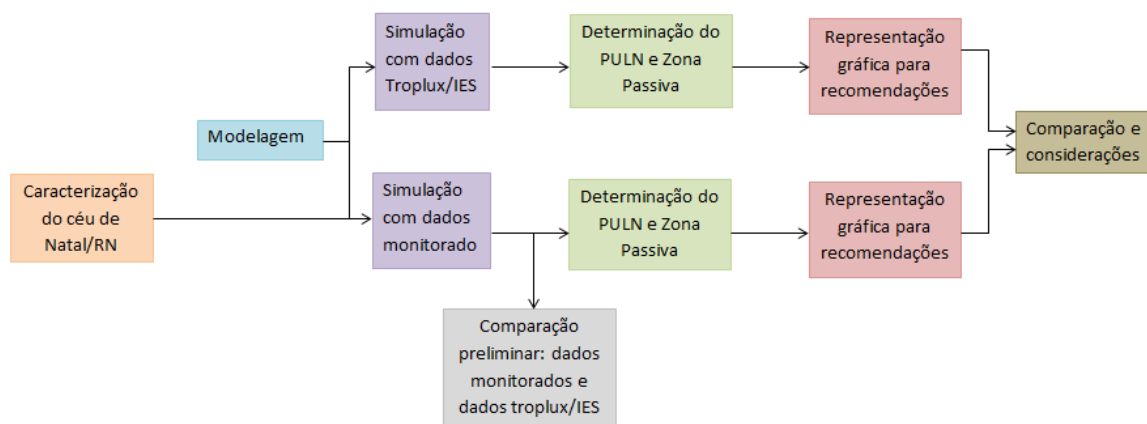 Simulação
com dados
Troplux/IES
Determinação do
PULN e Zona
Passiva
Representação
gráfica para
recomendações
Modelagem
Comparação e
considerações
Caracterização
do céu de
Natal/RN
Simulação
com dados
monitorado
Determinação do
PULN e Zona
Passiva
Representação
gráfica para
recomendações
Comparação
preliminar: dados
monitorados e
dados troplux/IES